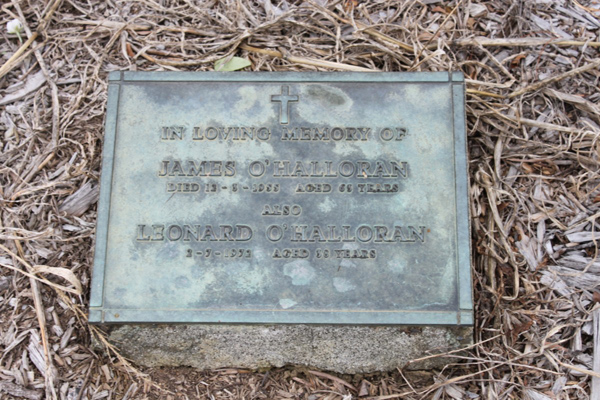 IN LOVING MEMORY OF
JAMES O'HALLORAN
DIED AGED YEARS
ALSO
LEONARD O'HALLORAN
AGED YEARS